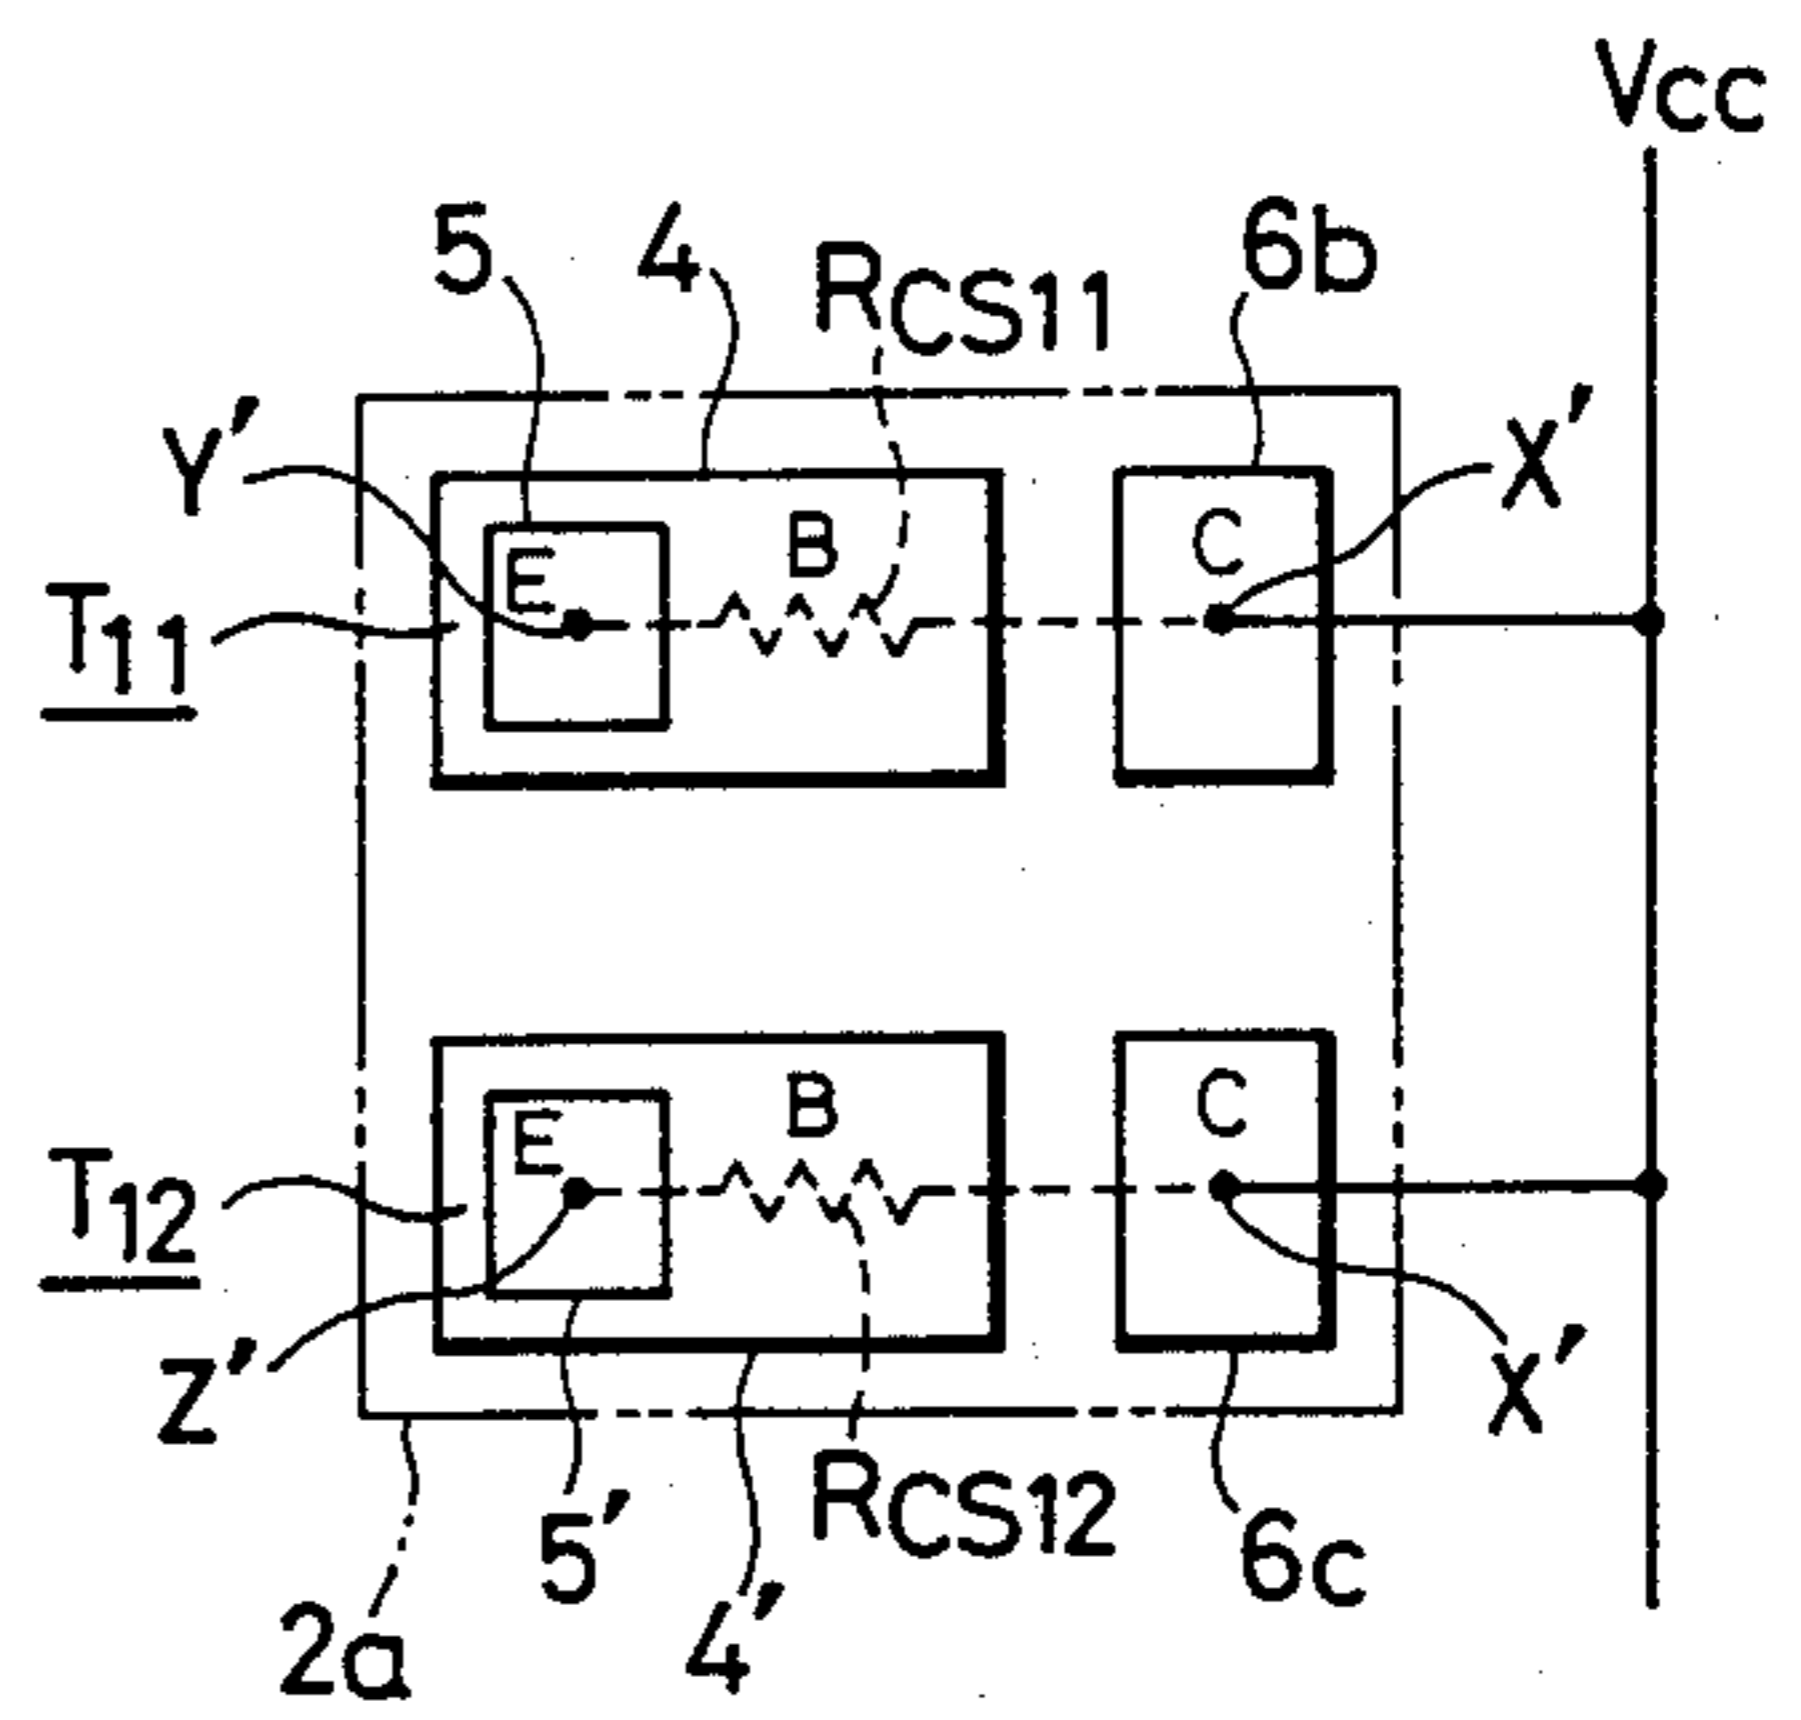 Vcc
5 4 RCS11 6b
Y' X'
E B C
T11
E B C
T12
Z' X'
5' RCS12 6c
2a 4'